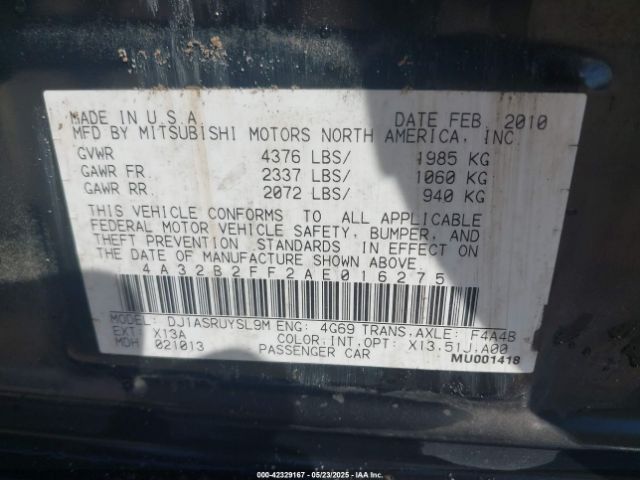 MADE IN U.S.A DATE FEB. 2010
MFD BY MITSUBISHI MOTORS NORTH AMERICA, INC.
GVWR 4376 LBS/ 1985 KG
GAWR FR. 2337 LBS/ 1060 KG
GAWR RR. 2072 LBS/ 940 KG
THIS VEHICLE CONFORMS TO ALL APPLICABLE
FEDERAL MOTOR VEHICLE SAFETY, BUMPER, AND
THEFT PREVENTION STANDARDS IN EFFECT ON
THE DATE OF MANUFACTURE SHOWN ABOVE.
4A32B2FF2AE016275
MODEL: DJ1ASRUYSL9M ENG: 4G69 TRANS.AXLE: F4A4B
EXT: X13A COLOR,INT,OPT: X13.51J.A00
MDH 021013 PASSENGER CAR MU001418
000-42329167 - 05/23/2025 - IAA, Inc.